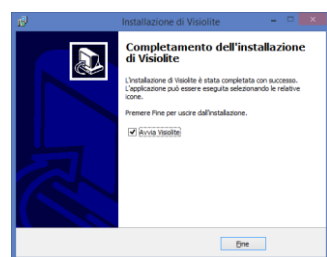 Installazione di Visiolite
Completamento dell'installazione
di Visiolite
L'installazione di Visiolite è stata completata con successo.
L'applicazione può essere eseguita selezionando le relative
icone.
Premere Fine per uscire dall'installazione.
Avvia Visiolite
Fine